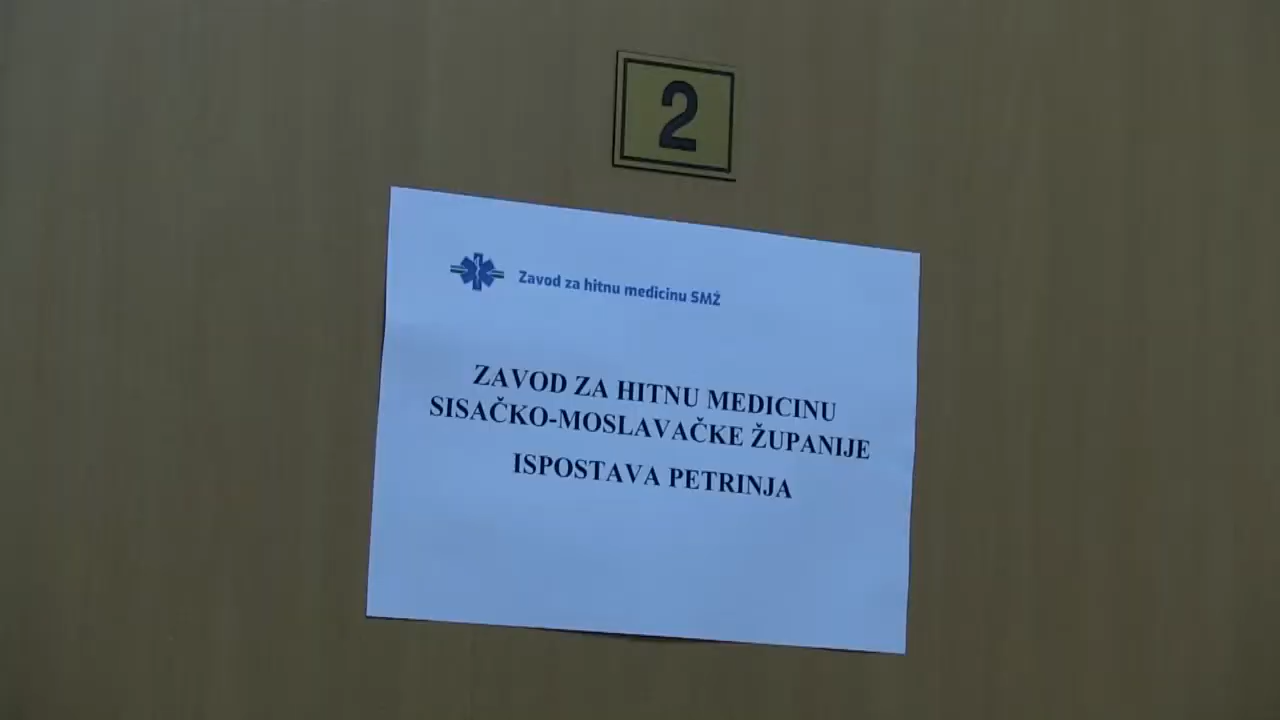 2
Zavod za hitnu medicinu SMŽ
ZAVOD ZA HITNU MEDICINU
SISAČKO-MOSLAVAČKE ŽUPANIJE
ISPOSTAVA PETRINJA